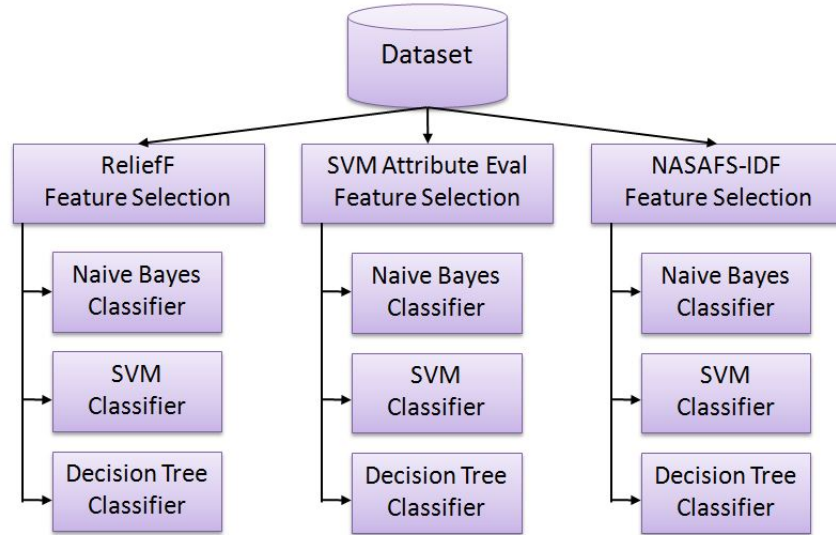 Dataset
ReliefF
Feature Selection
Naive Bayes
Classifier
SVM
Classifier
Decision Tree
Classifier
SVM Attribute Eval
Feature Selection
Naive Bayes
Classifier
SVM
Classifier
Decision Tree
Classifier
NASAFS-IDF
Feature Selection
Naive Bayes
Classifier
SVM
Classifier
Decision Tree
Classifier